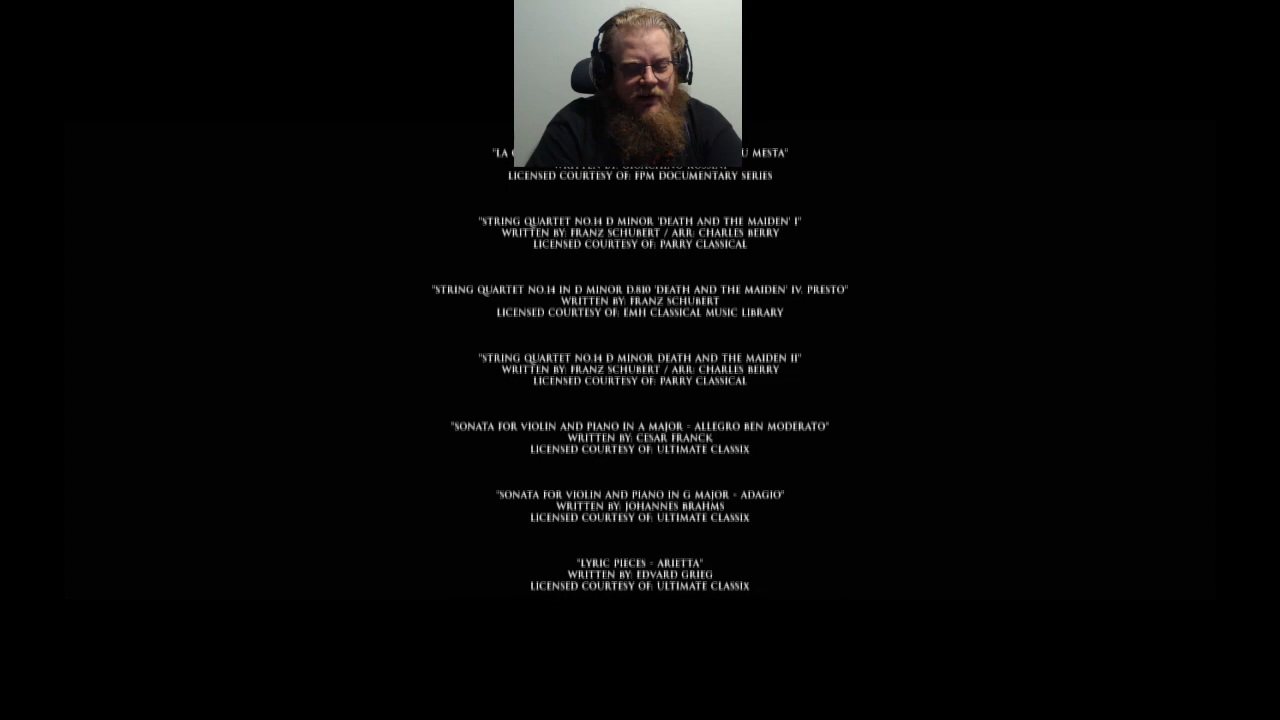 "LA U MESTA"
LICENSED COURTESY OF: FPM DOCUMENTARY SERIES
"STRING QUARTET NO.14 D MINOR 'DEATH AND THE MAIDEN' I"
WRITTEN BY: FRANZ SCHUBERT / ARR: CHARLES BERRY
LICENSED COURTESY OF: PARRY CLASSICAL
"STRING QUARTET NO.14 IN D MINOR D.810 'DEATH AND THE MAIDEN' IV. PRESTO"
WRITTEN BY: FRANZ SCHUBERT
LICENSED COURTESY OF: EMH CLASSICAL MUSIC LIBRARY
"STRING QUARTET NO.14 D MINOR DEATH AND THE MAIDEN II"
WRITTEN BY: FRANZ SCHUBERT / ARR: CHARLES BERRY
LICENSED COURTESY OF: PARRY CLASSICAL
"SONATA FOR VIOLIN AND PIANO IN A MAJOR - ALLEGRO BEN MODERATO"
WRITTEN BY: CESAR FRANCK
LICENSED COURTESY OF: ULTIMATE CLASSIX
"SONATA FOR VIOLIN AND PIANO IN G MAJOR - ADAGIO"
WRITTEN BY: JOHANNES BRAHMS
LICENSED COURTESY OF: ULTIMATE CLASSIX
"LYRIC PIECES - ARIETTA"
WRITTEN BY: EDVARD GRIEG
LICENSED COURTESY OF: ULTIMATE CLASSIX